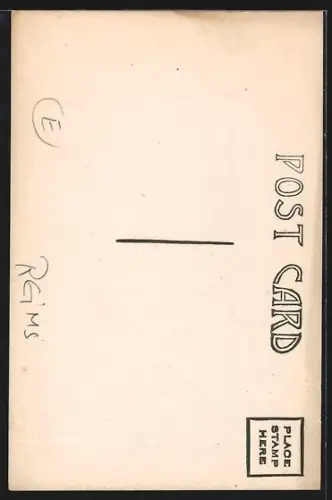 POST CARD
PLACE
STAMP
HERE
E
REIMS